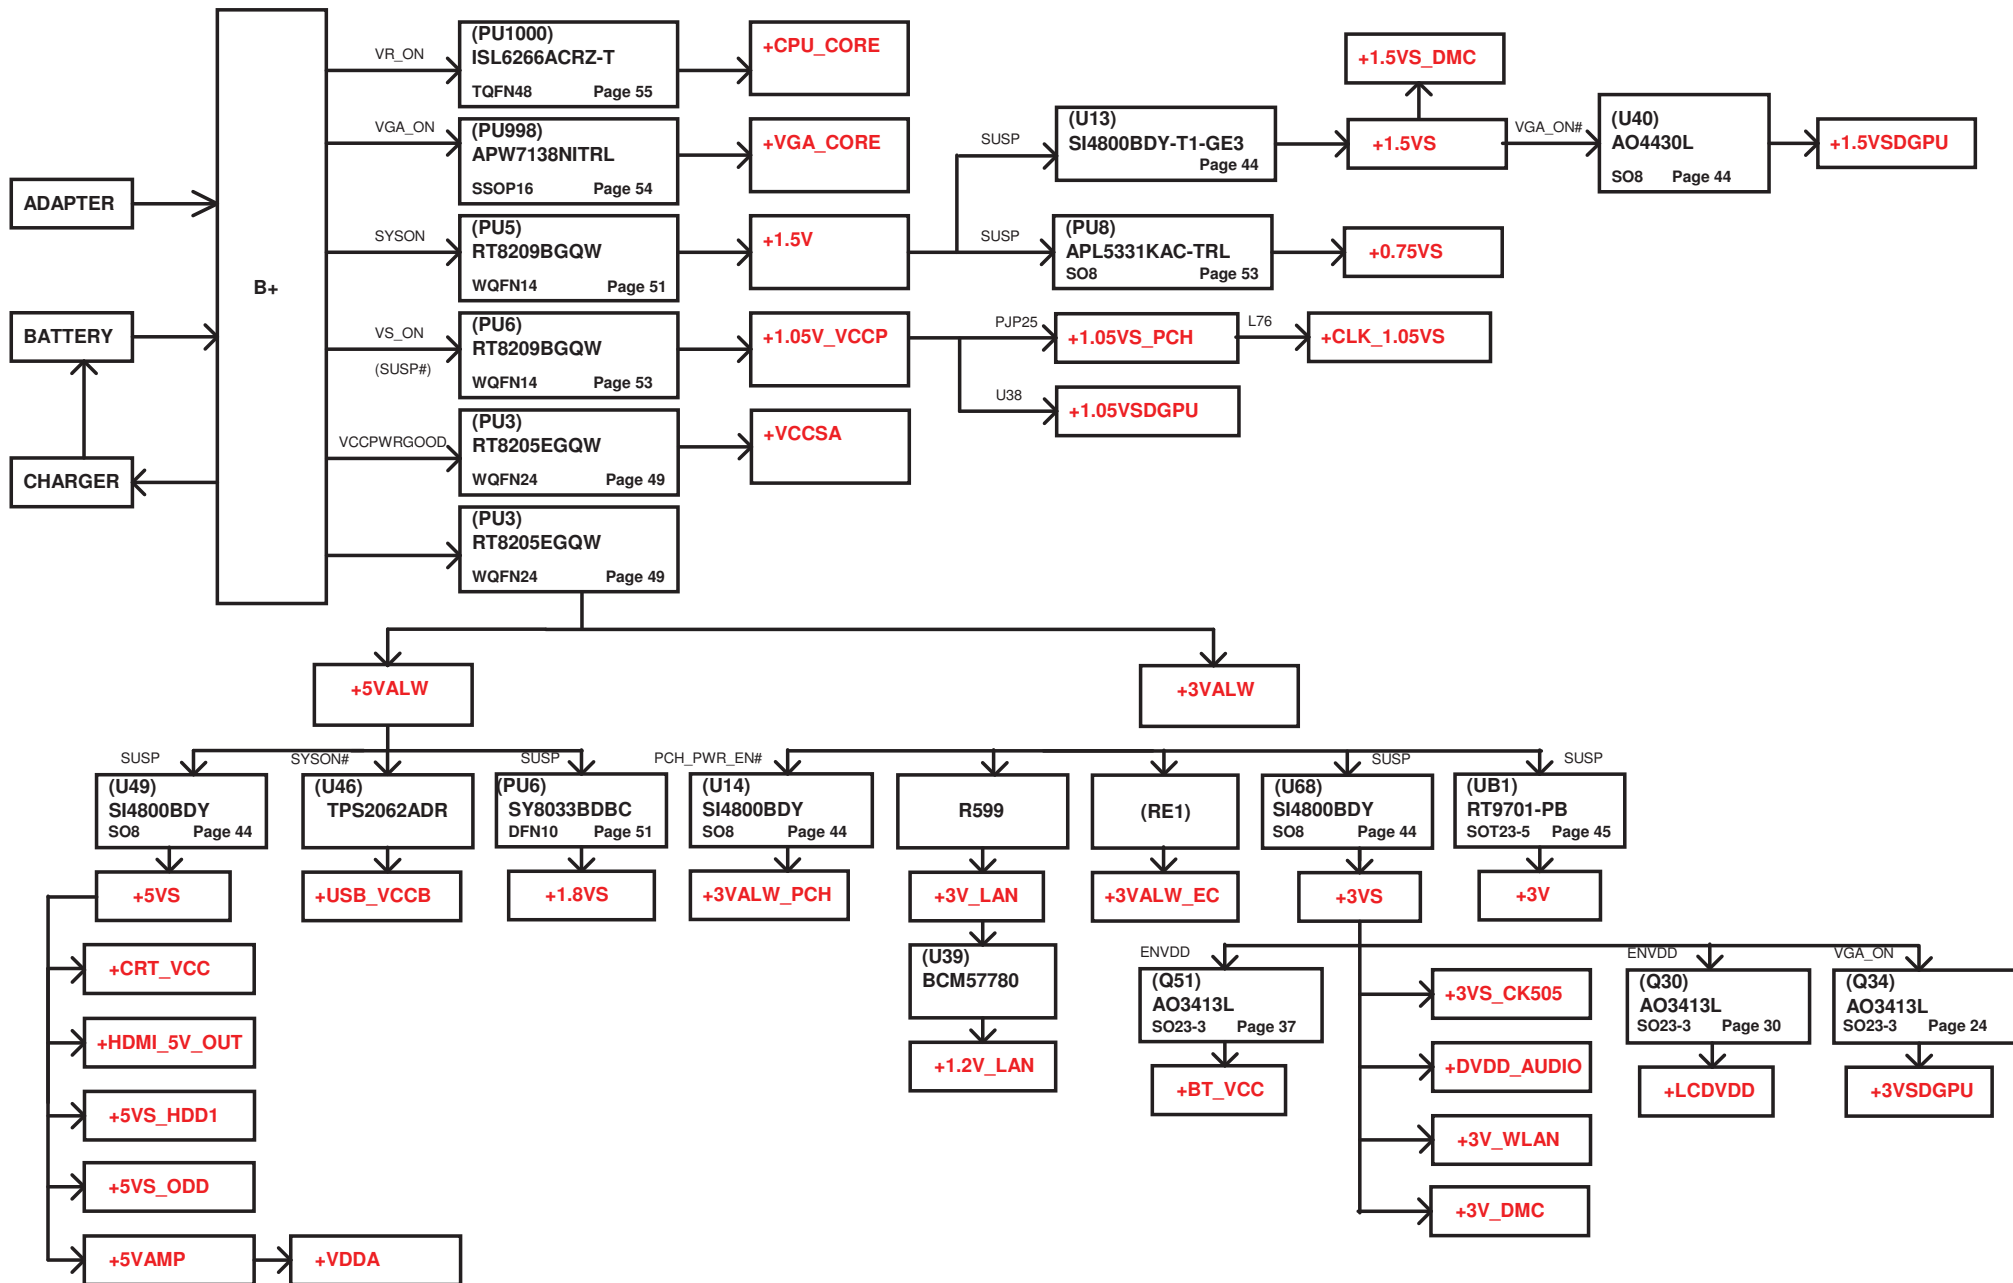 ADAPTER
BATTERY
CHARGER
B+
VR_ON
(PU1000)
ISL6266ACRZ-T
TQFN48 Page 55
+CPU_CORE
VGA_ON
(PU998)
APW7138NITRL
SSOP16 Page 54
+VGA_CORE
SYSON
(PU5)
RT8209BGQW
WQFN14 Page 51
+1.5V
SUSP
(U13)
SI4800BDY-T1-GE3
Page 44
+1.5VS_DMC
+1.5VS
VGA_ON#
(U40)
AO4430L
SO8 Page 44
+1.5VSDGPU
SUSP
(PU8)
APL5331KAC-TRL
SO8 Page 53
+0.75VS
VS_ON
(SUSP#)
(PU6)
RT8209BGQW
WQFN14 Page 53
+1.05V_VCCP
PJP25
+1.05VS_PCH
L76
+CLK_1.05VS
U38
+1.05VSDGPU
VCCPWRGOOD
(PU3)
RT8205EGQW
WQFN24 Page 49
+VCCSA
(PU3)
RT8205EGQW
WQFN24 Page 49
+5VALW
+3VALW
SUSP
(U49)
SI4800BDY
SO8 Page 44
+5VS
SYSON#
(U46)
TPS2062ADR
+USB_VCCB
SUSP
(PU6)
SY8033BDBC
DFN10 Page 51
+1.8VS
PCH_PWR_EN#
(U14)
SI4800BDY
SO8 Page 44
+3VALW_PCH
R599
+3V_LAN
(U39)
BCM57780
+1.2V_LAN
(RE1)
+3VALW_EC
SUSP
(U68)
SI4800BDY
SO8 Page 44
+3VS
SUSP
(UB1)
RT9701-PB
SOT23-5 Page 45
+3V
+CRT_VCC
+HDMI_5V_OUT
+5VS_HDD1
+5VS_ODD
+5VAMP
+VDDA
ENVDD
(Q51)
AO3413L
SO23-3 Page 37
+BT_VCC
+3VS_CK505
+DVDD_AUDIO
+3V_WLAN
+3V_DMC
ENVDD
(Q30)
AO3413L
SO23-3 Page 30
+LCDVDD
VGA_ON
(Q34)
AO3413L
SO23-3 Page 24
+3VSDGPU